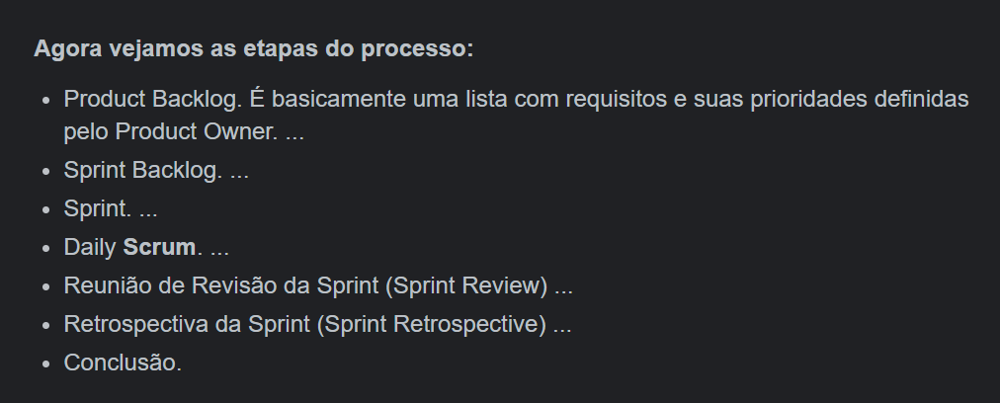 Agora vejamos as etapas do processo:
• Product Backlog. É basicamente uma lista com requisitos e suas prioridades definidas
pelo Product Owner. ...
• Sprint Backlog. ...
• Sprint. ...
• Daily Scrum. ...
• Reunião de Revisão da Sprint (Sprint Review) ...
• Retrospectiva da Sprint (Sprint Retrospective) ...
• Conclusão.